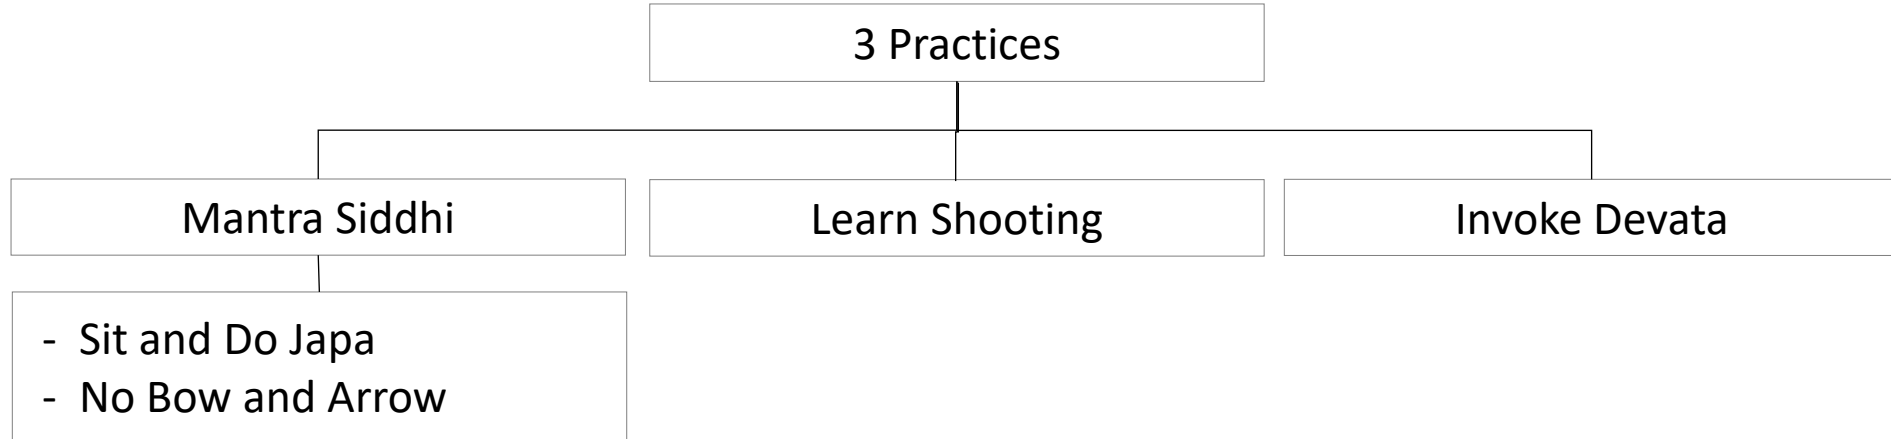 3 Practices
Mantra Siddhi
Learn Shooting
Invoke Devata
- Sit and Do Japa
- No Bow and Arrow